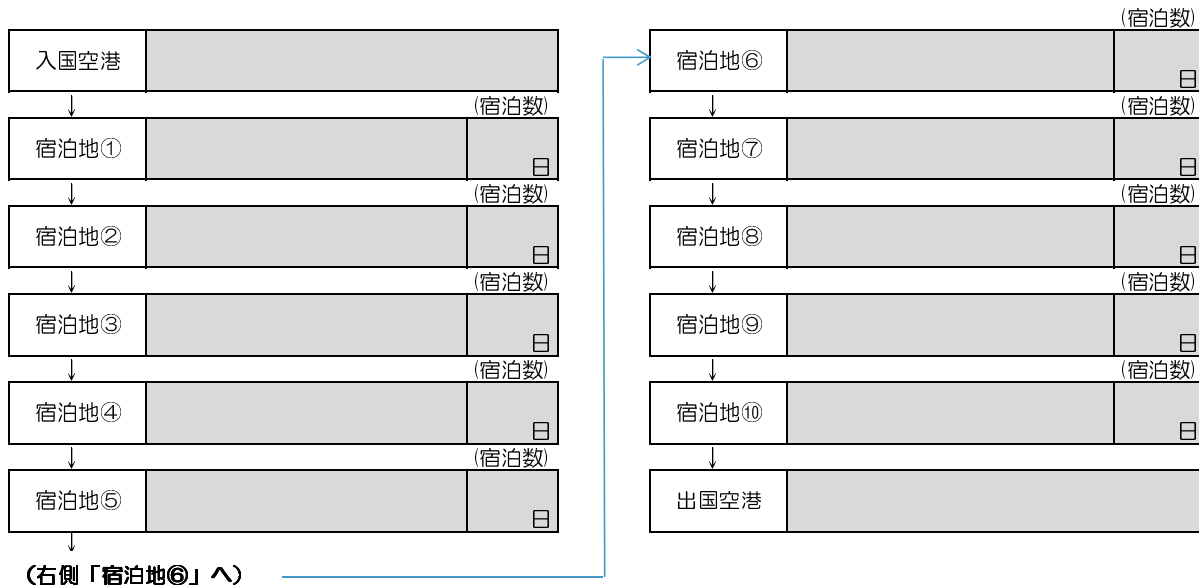 入国空港
(宿泊数)
宿泊地①
日
(宿泊数)
宿泊地②
日
(宿泊数)
宿泊地③
日
(宿泊数)
宿泊地④
日
(宿泊数)
宿泊地⑤
日
(右側「宿泊地⑥」へ)
(宿泊数)
宿泊地⑥
日
(宿泊数)
宿泊地⑦
日
(宿泊数)
宿泊地⑧
日
(宿泊数)
宿泊地⑨
日
(宿泊数)
宿泊地⑩
日
出国空港